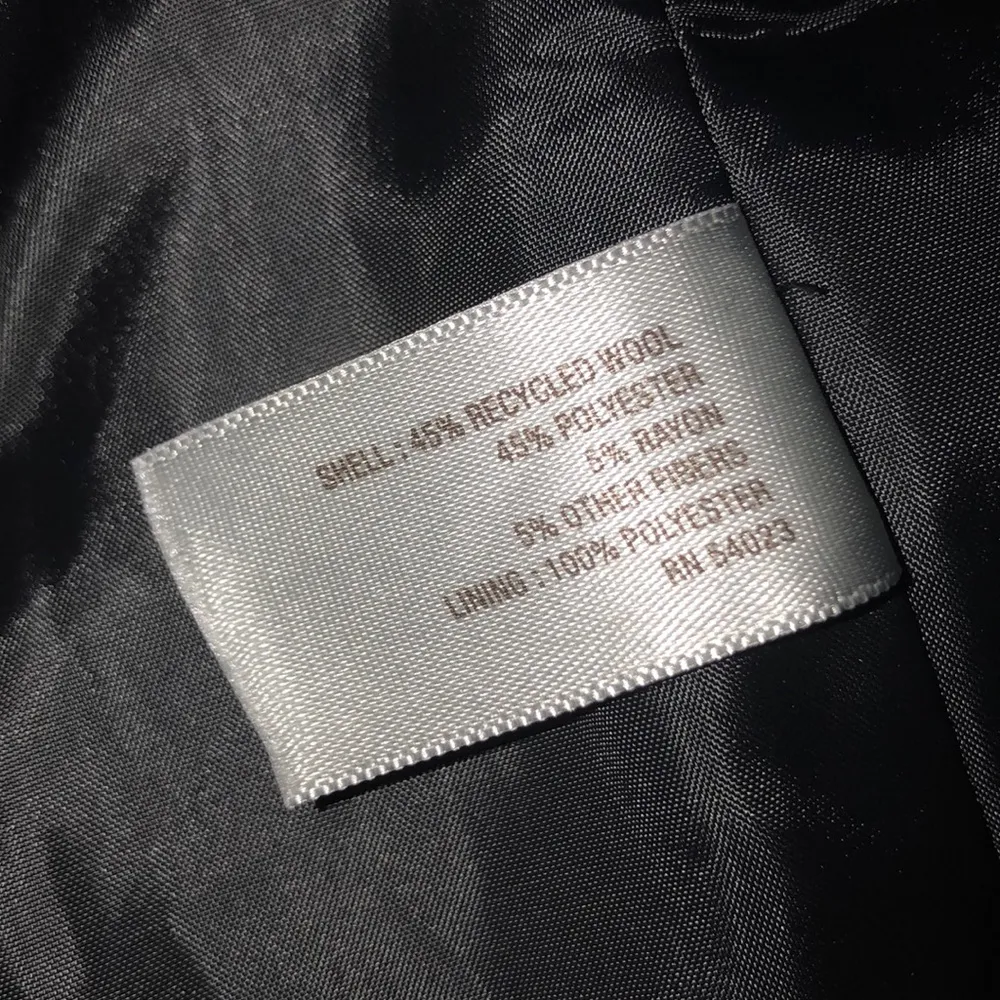 SHELL : 45% RECYCLED WOOL
45% POLYESTER
5% RAYON
5% OTHER FIBERS
LINING : 100% POLYESTER
RN 54023